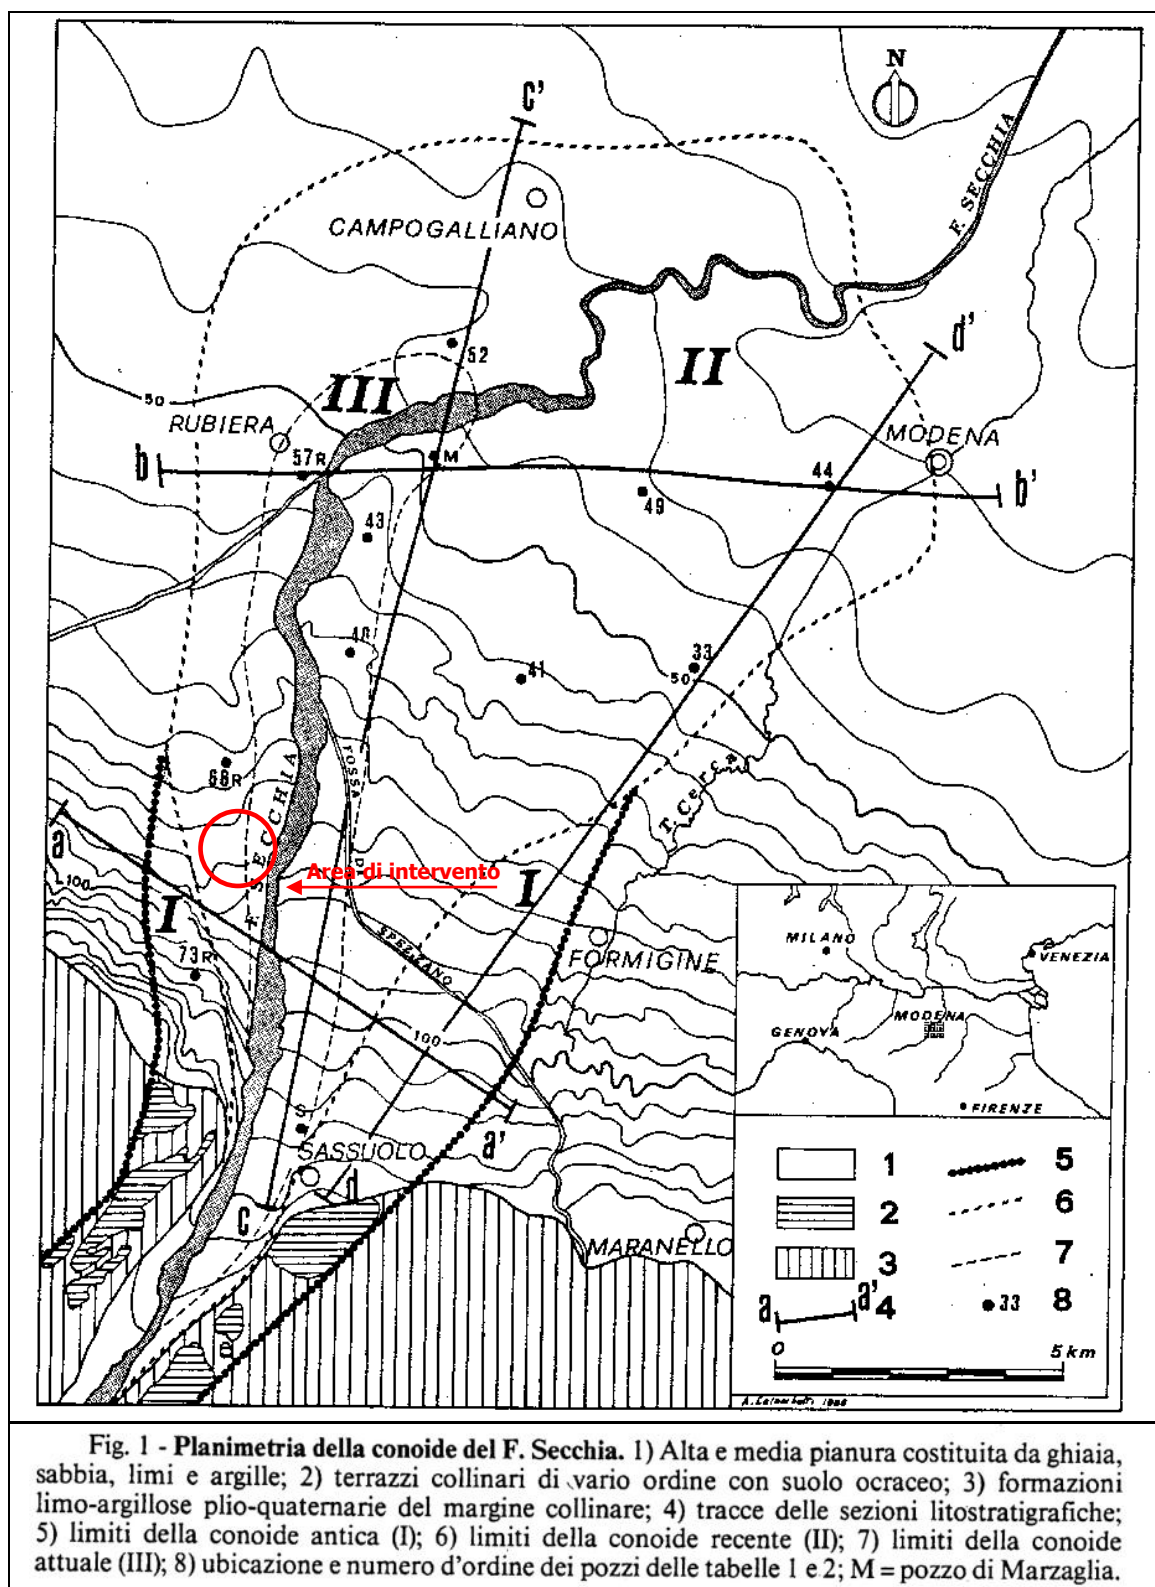 N
c'
F. SECCHIA
CAMPOGALLIANO
52
d'
III
II
50
RUBIERA
MODENA
b
57R
M
44
b'
49
43
40
41
33
50
FOSSA
68R
SECCHIA
F.
T. Cerca
a
D.
Area di intervento
100
I
I
73R
SPEZZANO
FORMIGINE
MILANO
VENEZIA
MODENA
GENOVA
FIRENZE
100
S
a'
SASSUOLO
d
c
MARANELLO
1
5
2
6
3
7
a
a'
4
33
8
0
5 km
Fig. 1 - Planimetria della conoide del F. Secchia. 1) Alta e media pianura costituita da ghiaia,
sabbia, limi e argille; 2) terrazzi collinari di vario ordine con suolo ocraceo; 3) formazioni
limo-argillose plio-quaternarie del margine collinare; 4) tracce delle sezioni litostratigrafiche;
5) limiti della conoide antica (I); 6) limiti della conoide recente (II); 7) limiti della conoide
attuale (III); 8) ubicazione e numero d'ordine dei pozzi delle tabelle 1 e 2; M = pozzo di Marzaglia.